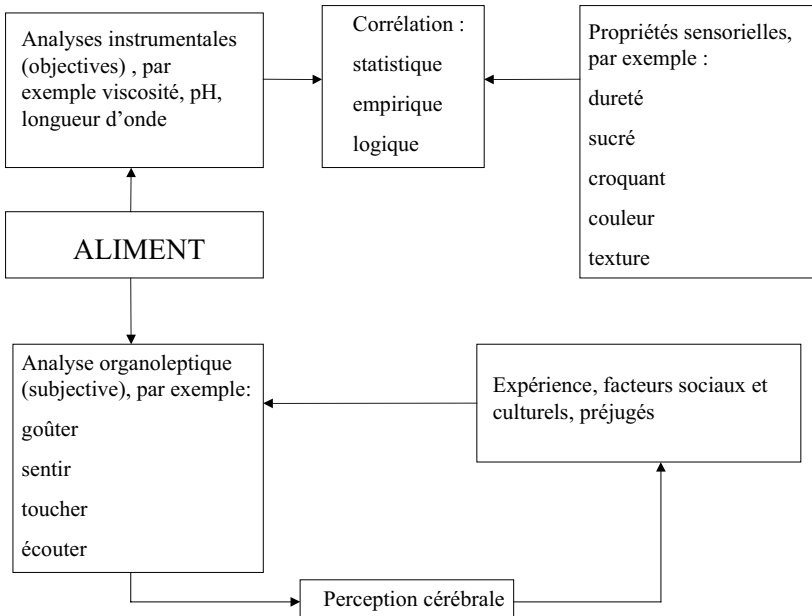 Analyses instrumentales
(objectives) , par
exemple viscosité, pH,
longueur d'onde
Corrélation :
statistique
empirique
logique
Propriétés sensorielles,
par exemple :
dureté
sucré
croquant
couleur
texture
ALIMENT
Analyse organoleptique
(subjective), par exemple:
goûter
sentir
toucher
écouter
Expérience, facteurs sociaux et
culturels, préjugés
Perception cérébrale